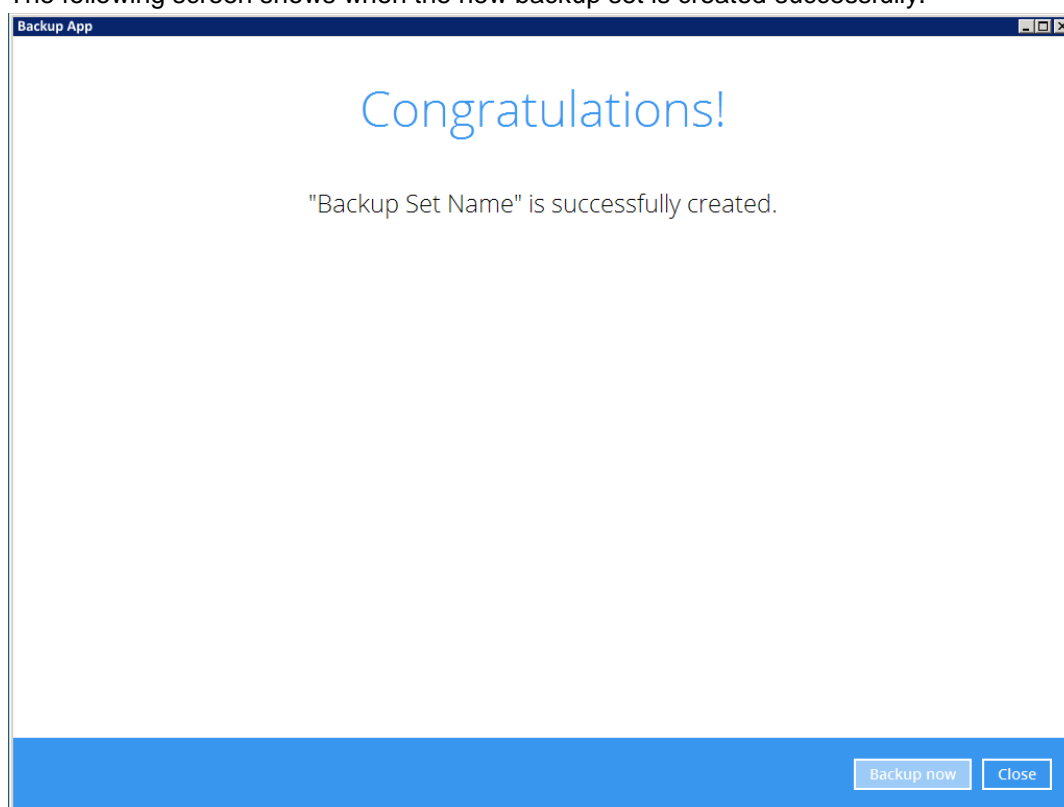 The following screen shows when the new backup set is created successfully.
Backup App
Congratulations!
"Backup Set Name" is successfully created.
Backup now
Close